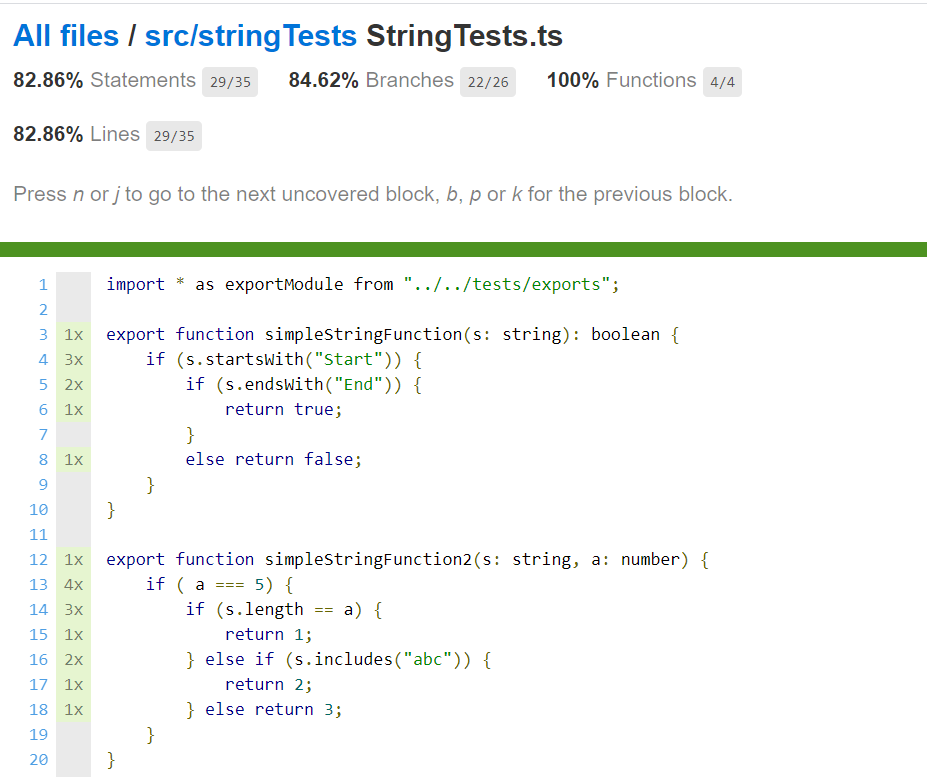 All files / src/stringTests StringTests.ts
82.86% Statements 29/35 84.62% Branches 22/26 100% Functions 4/4
82.86% Lines 29/35
Press n or j to go to the next uncovered block, b, p or k for the previous block.
1 import * as exportModule from "../../tests/exports";
2
3 1x export function simpleStringFunction(s: string): boolean {
4 3x     if (s.startsWith("Start")) {
5 2x         if (s.endsWith("End")) {
6 1x             return true;
7         }
8 1x         else return false;
9     }
10 }
11
12 1x export function simpleStringFunction2(s: string, a: number) {
13 4x     if ( a === 5) {
14 3x         if (s.length == a) {
15 1x             return 1;
16 2x         } else if (s.includes("abc")) {
17 1x             return 2;
18 1x         } else return 3;
19     }
20 }